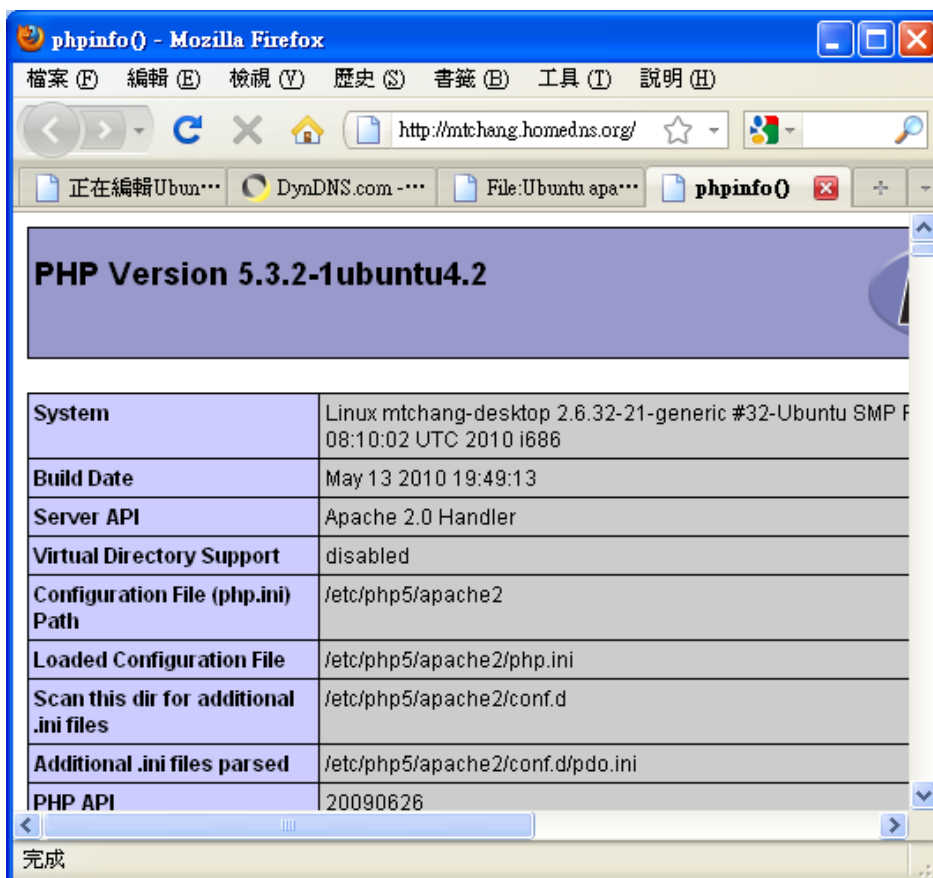 phpinfo() - Mozilla Firefox
檔案 (F) 編輯 (E) 檢視 (V) 歷史 (S) 書籤 (B) 工具 (T) 說明 (H)
http://mtchang.homedns.org/
正在編輯Ubun… DynDNS.com -… File:Ubuntu apa… phpinfo()
PHP Version 5.3.2-1ubuntu4.2
System Linux mtchang-desktop 2.6.32-21-generic #32-Ubuntu SMP
08:10:02 UTC 2010 i686
Build Date May 13 2010 19:49:13
Server API Apache 2.0 Handler
Virtual Directory Support disabled
Configuration File (php.ini) /etc/php5/apache2
Path
Loaded Configuration File /etc/php5/apache2/php.ini
Scan this dir for additional /etc/php5/apache2/conf.d
.ini files
Additional .ini files parsed /etc/php5/apache2/conf.d/pdo.ini
PHP API 20090626
完成